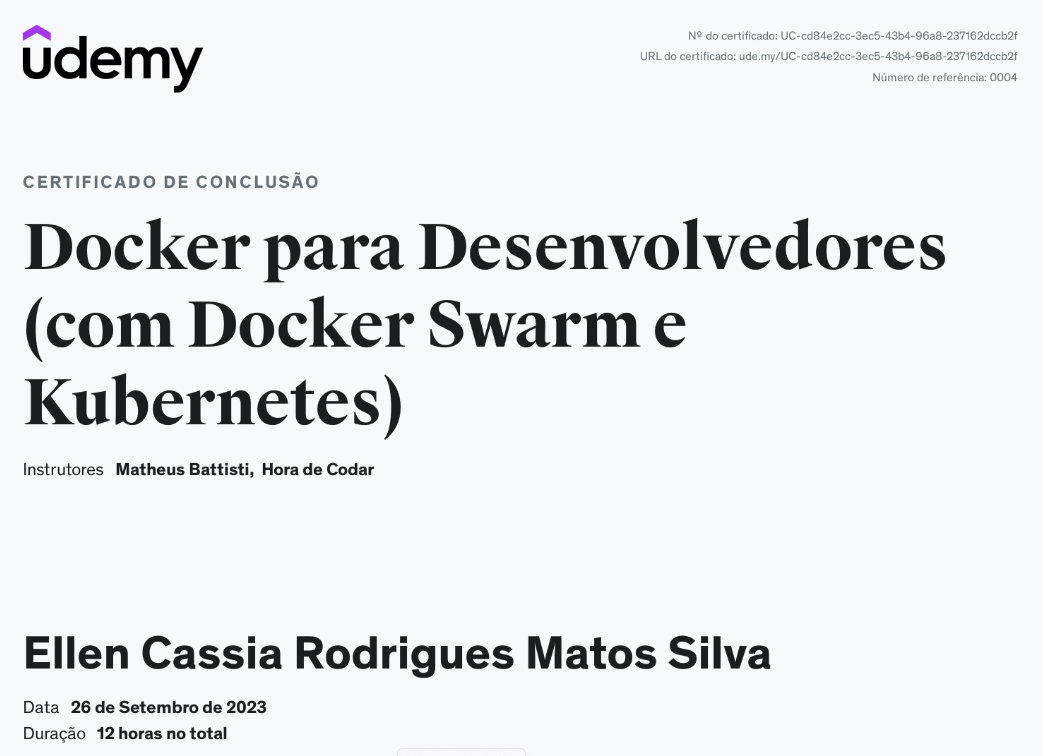 udemy
Nº do certificado: UC-cd84e2cc-3ec5-43b4-96a8-237162dccb2f
URL do certificado: ude.my/UC-cd84e2cc-3ec5-43b4-96a8-237162dccb2f
Número de referência: 0004
CERTIFICADO DE CONCLUSÃO
Docker para Desenvolvedores
(com Docker Swarm e
Kubernetes)
Instrutores Matheus Battisti, Hora de Codar
Ellen Cassia Rodrigues Matos Silva
Data 26 de Setembro de 2023
Duração 12 horas no total